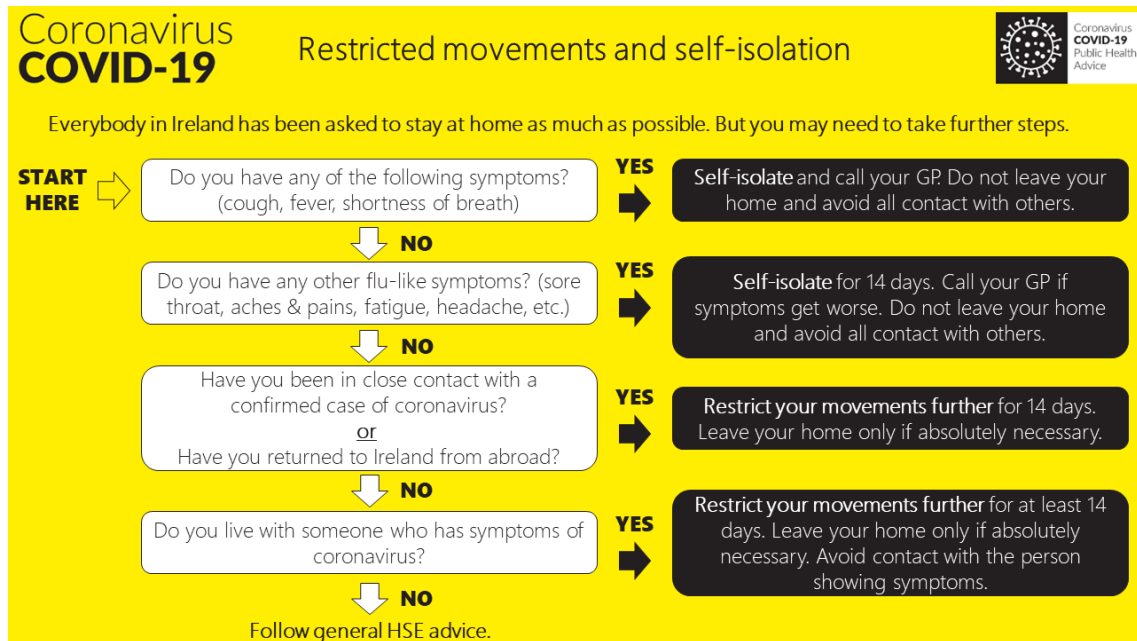 Coronavirus
COVID-19
Restricted movements and self-isolation
Coronavirus
COVID-19
Public Health
Advice
Everybody in Ireland has been asked to stay at home as much as possible. But you may need to take further steps.
START
HERE
Do you have any of the following symptoms?
(cough, fever, shortness of breath)
YES
Self-isolate and call your GP. Do not leave your
home and avoid all contact with others.
NO
Do you have any other flu-like symptoms? (sore
throat, aches & pains, fatigue, headache, etc.)
YES
Self-isolate for 14 days. Call your GP if
symptoms get worse. Do not leave your home
and avoid all contact with others.
NO
Have you been in close contact with a
confirmed case of coronavirus?
or
Have you returned to Ireland from abroad?
YES
Restrict your movements further for 14 days.
Leave your home only if absolutely necessary.
NO
Do you live with someone who has symptoms of
coronavirus?
YES
Restrict your movements further for at least 14
days. Leave your home only if absolutely
necessary. Avoid contact with the person
showing symptoms.
NO
Follow general HSE advice.